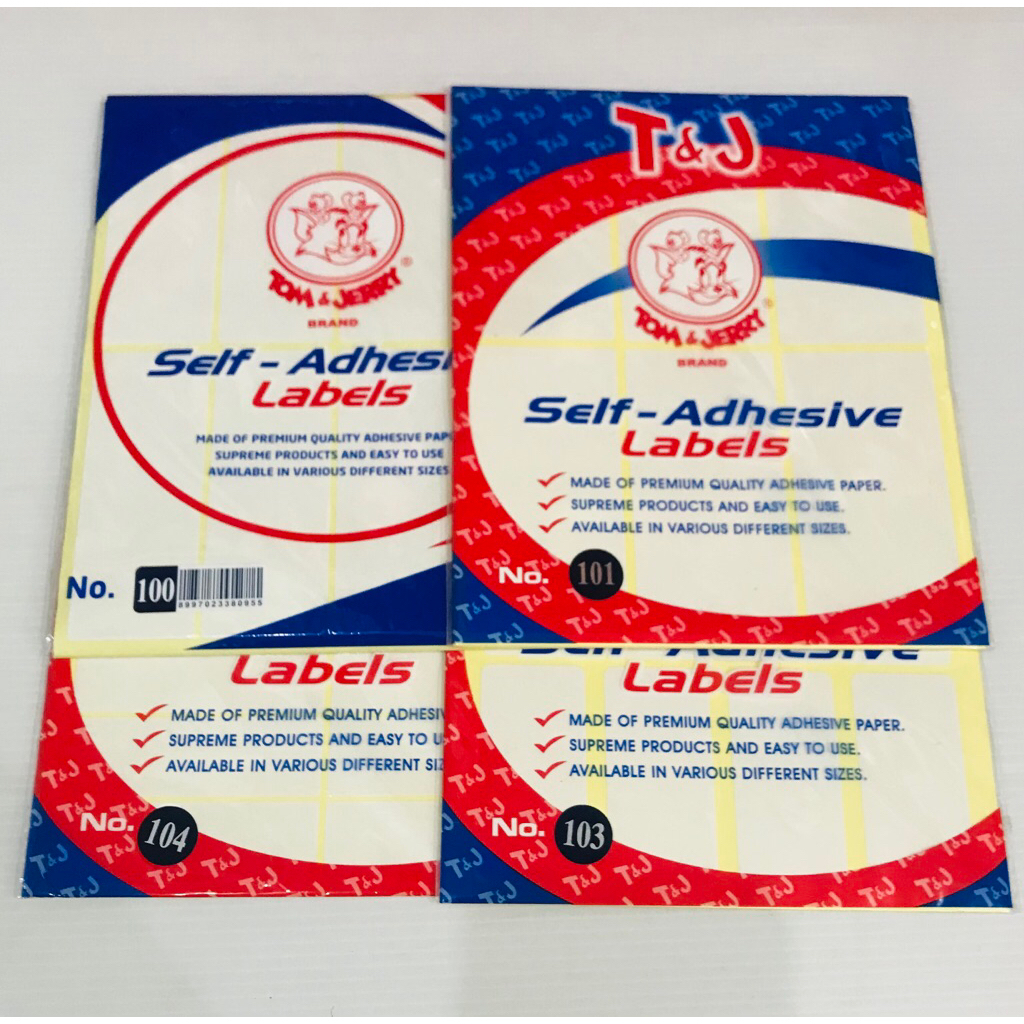 TOM & JERRY ®
BRAND
Self - Adhesi
Labels
MADE OF PREMIUM QUALITY ADHESIVE PAP
SUPREME PRODUCTS AND EASY TO USE
AVAILABLE IN VARIOUS DIFFERENT SIZES
No. 100
8997023380955
T&J
TOM & JERRY ®
BRAND
Self - Adhesive
Labels
MADE OF PREMIUM QUALITY ADHESIVE PAPER.
SUPREME PRODUCTS AND EASY TO USE.
AVAILABLE IN VARIOUS DIFFERENT SIZES.
No. 101
Labels
MADE OF PREMIUM QUALITY ADHESIV
SUPREME PRODUCTS AND EASY TO U
AVAILABLE IN VARIOUS DIFFERENT SIZ
No. 104
Self - Adhesive
Labels
MADE OF PREMIUM QUALITY ADHESIVE PAPER.
SUPREME PRODUCTS AND EASY TO USE.
AVAILABLE IN VARIOUS DIFFERENT SIZES.
No. 103